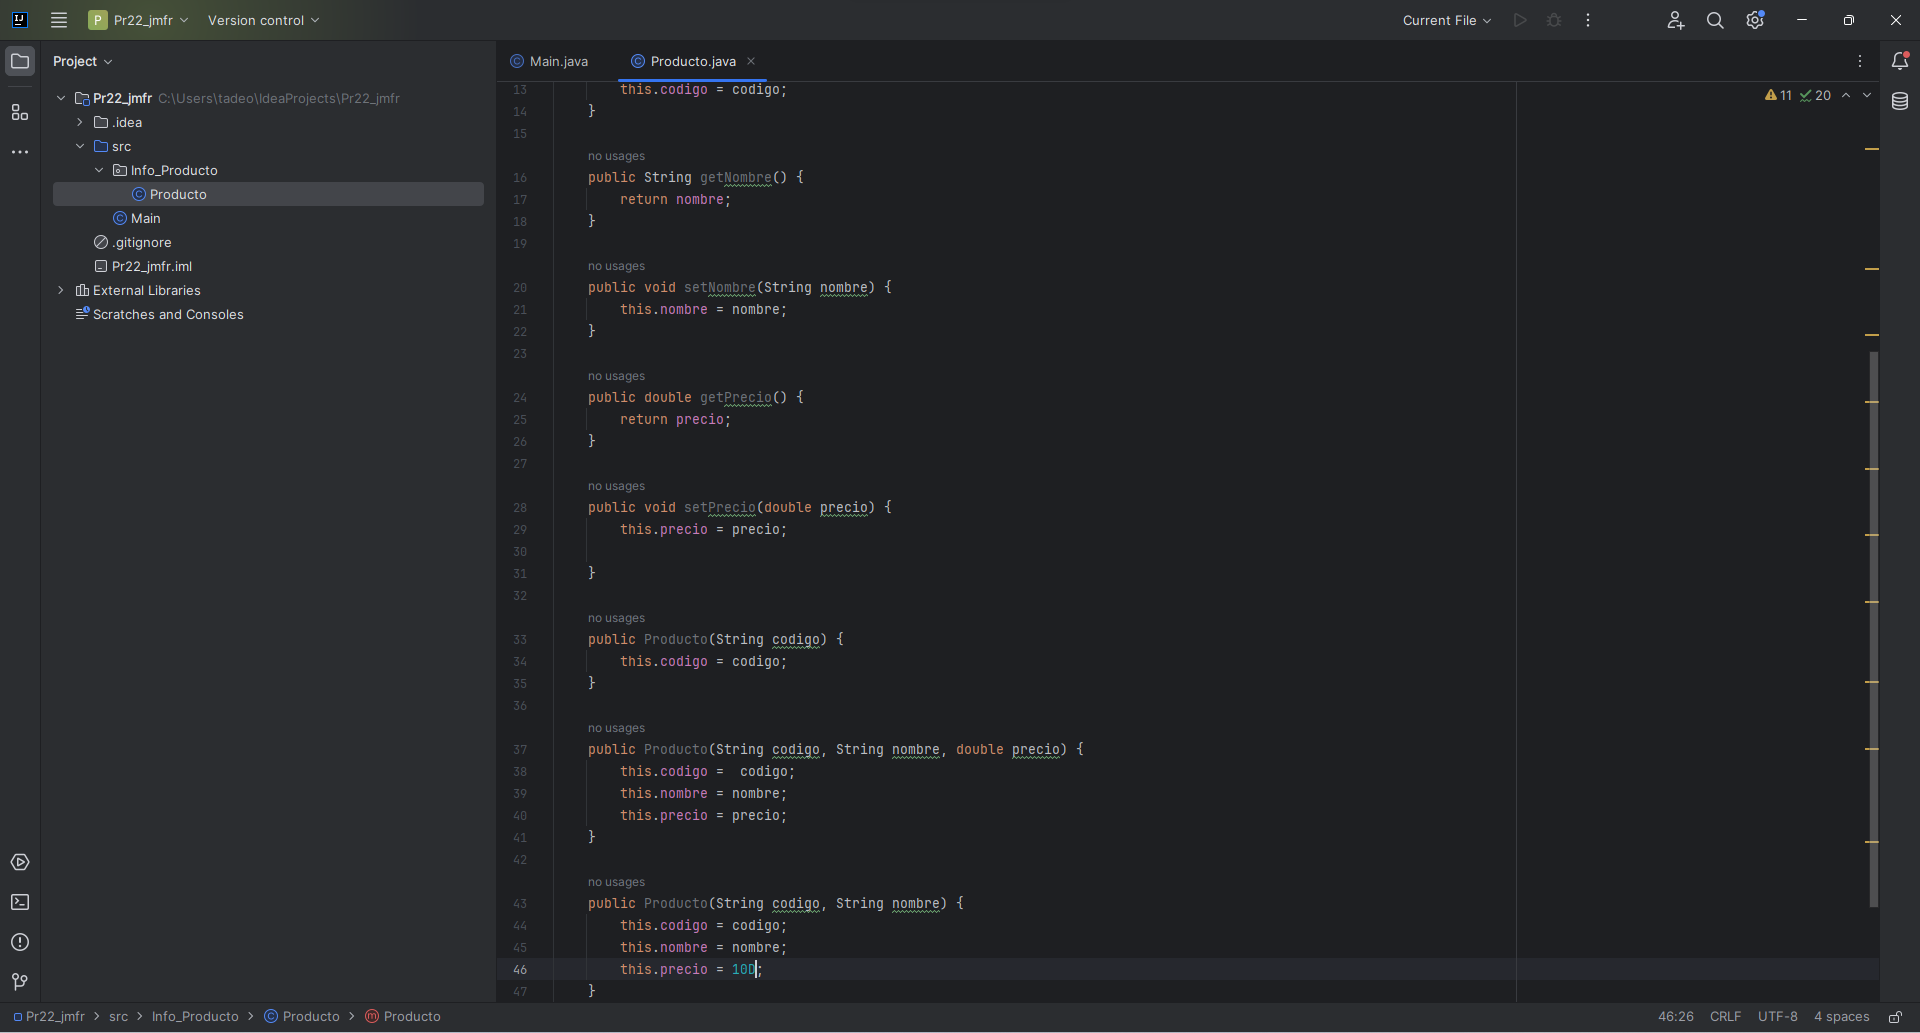 Pr22_jmfr
Version control
Current File
Project
Pr22_jmfr C:\Users\tadeo\IdeaProjects\Pr22_jmfr
.idea
src
Info_Producto
Producto
Main
.gitignore
Pr22_jmfr.iml
External Libraries
Scratches and Consoles
Main.java
Producto.java
11 20
13 this.codigo = codigo;
14 }
15
no usages
16 public String getNombre() {
17 return nombre;
18 }
19
no usages
20 public void setNombre(String nombre) {
21 this.nombre = nombre;
22 }
23
no usages
24 public double getPrecio() {
25 return precio;
26 }
27
no usages
28 public void setPrecio(double precio) {
29 this.precio = precio;
30
31 }
32
no usages
33 public Producto(String codigo) {
34 this.codigo = codigo;
35 }
36
no usages
37 public Producto(String codigo, String nombre, double precio) {
38 this.codigo =  codigo;
39 this.nombre = nombre;
40 this.precio = precio;
41 }
42
no usages
43 public Producto(String codigo, String nombre) {
44 this.codigo = codigo;
45 this.nombre = nombre;
46 this.precio = 10D;
47 }
Pr22_jmfr > src > Info_Producto > Producto > Producto
46:26 CRLF UTF-8 4 spaces